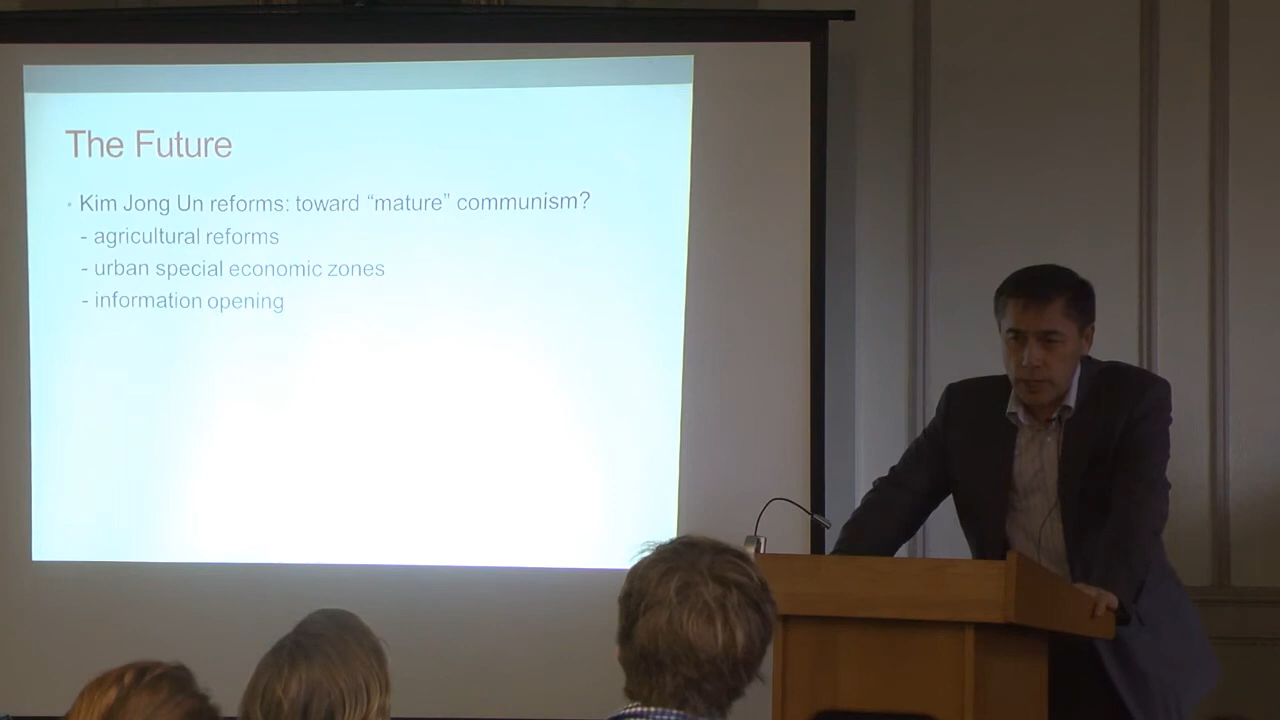 The Future
• Kim Jong Un reforms: toward “mature” communism?
- agricultural reforms
- urban special economic zones
- information opening